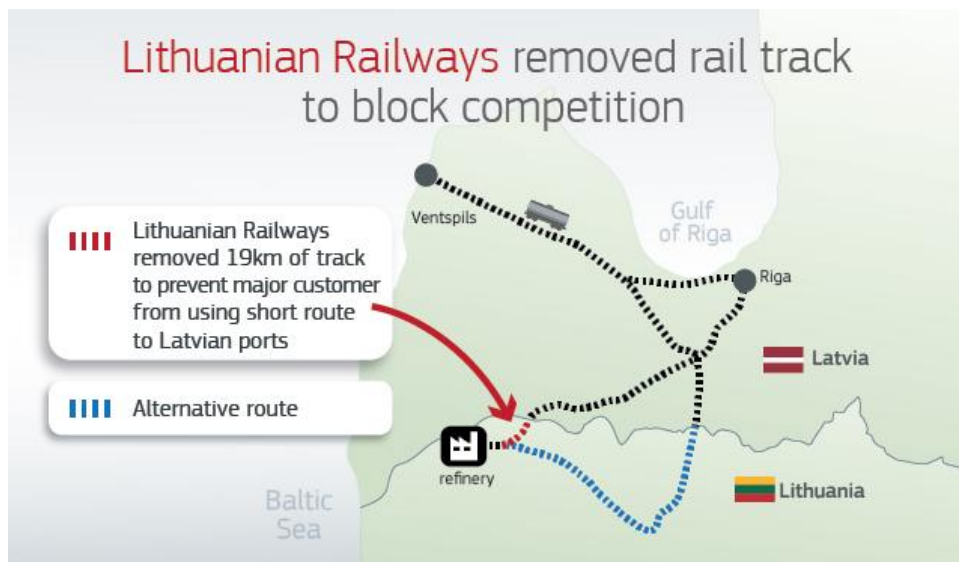 Lithuanian Railways removed rail track
to block competition
Ventspils
Gulf
of Riga
Riga
Lithuanian Railways
removed 19km of track
to prevent major customer
from using short route
to Latvian ports
Latvia
Alternative route
refinery
Lithuania
Baltic
Sea